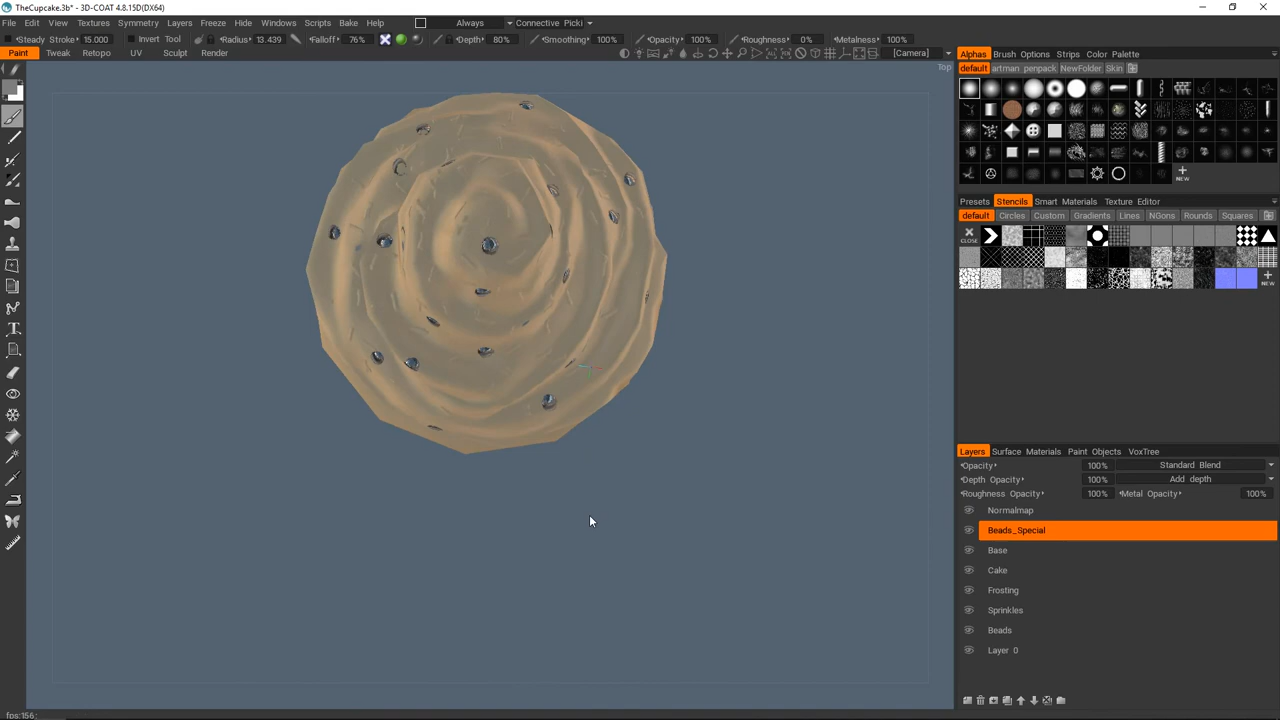 TheCupcake.3b* - 3D-COAT 4.8.15D(DX64)
File Edit View Textures Symmetry Layers Freeze Hide Windows Scripts Bake Help Always Connective Picki
Steady Stroke 15.000 Invert Tool Radius 13.439 Falloff 76% Depth 80% Smoothing 100% Opacity 100% Roughness 0% Metalness 100%
Paint Tweak Retopo UV Sculpt Render [Camera]
Top
Alphas Brush Options Strips Color Palette
default artman penpack NewFolder Skin
NEW
Presets Stencils Smart Materials Texture Editor
default Circles Custom Gradients Lines NGons Rounds Squares
CLOSE
NEW
Layers Surface Materials Paint Objects VoxTree
Opacity 100% Standard Blend
Depth Opacity 100% Add depth
Roughness Opacity 100% Metal Opacity 100%
Normalmap
Beads_Special
Base
Cake
Frosting
Sprinkles
Beads
Layer 0
fps:156;